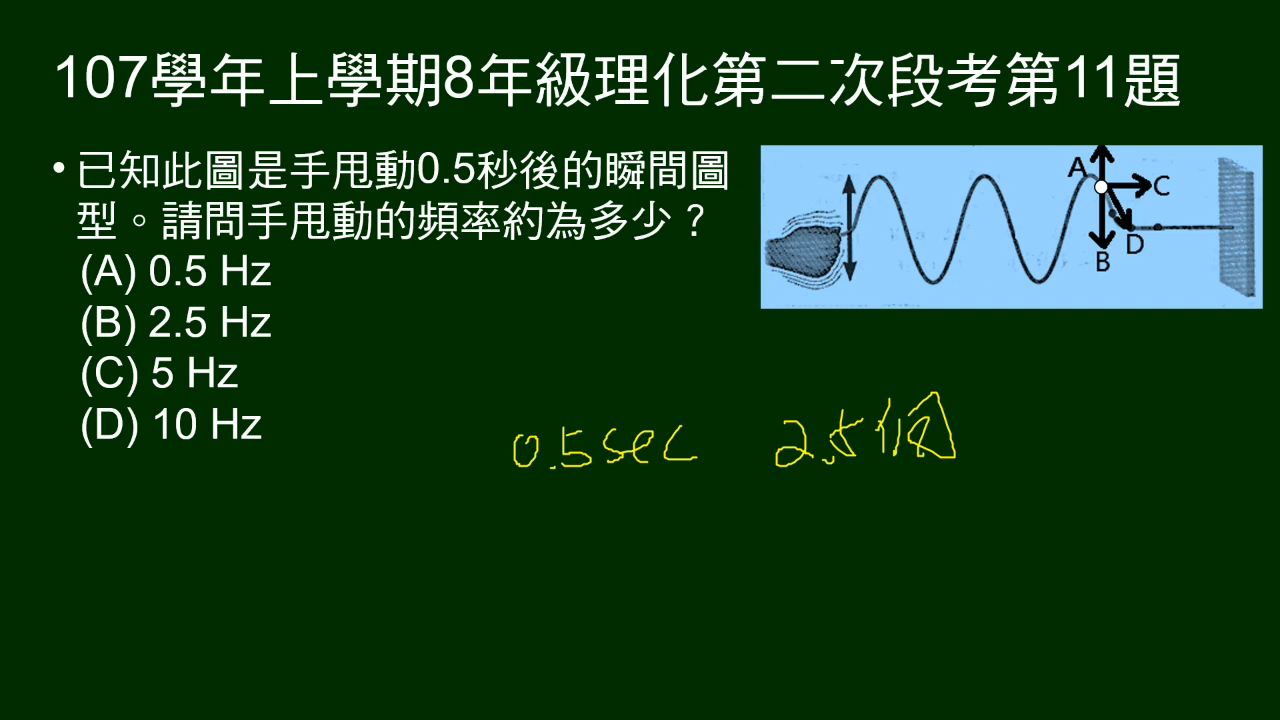 107學年上學期8年級理化第二次段考第11題
• 已知此圖是手甩動0.5秒後的瞬間圖
型。請問手甩動的頻率約為多少？
(A) 0.5 Hz
(B) 2.5 Hz
(C) 5 Hz
(D) 10 Hz
A
C
D
B
0.5sec 2.5個